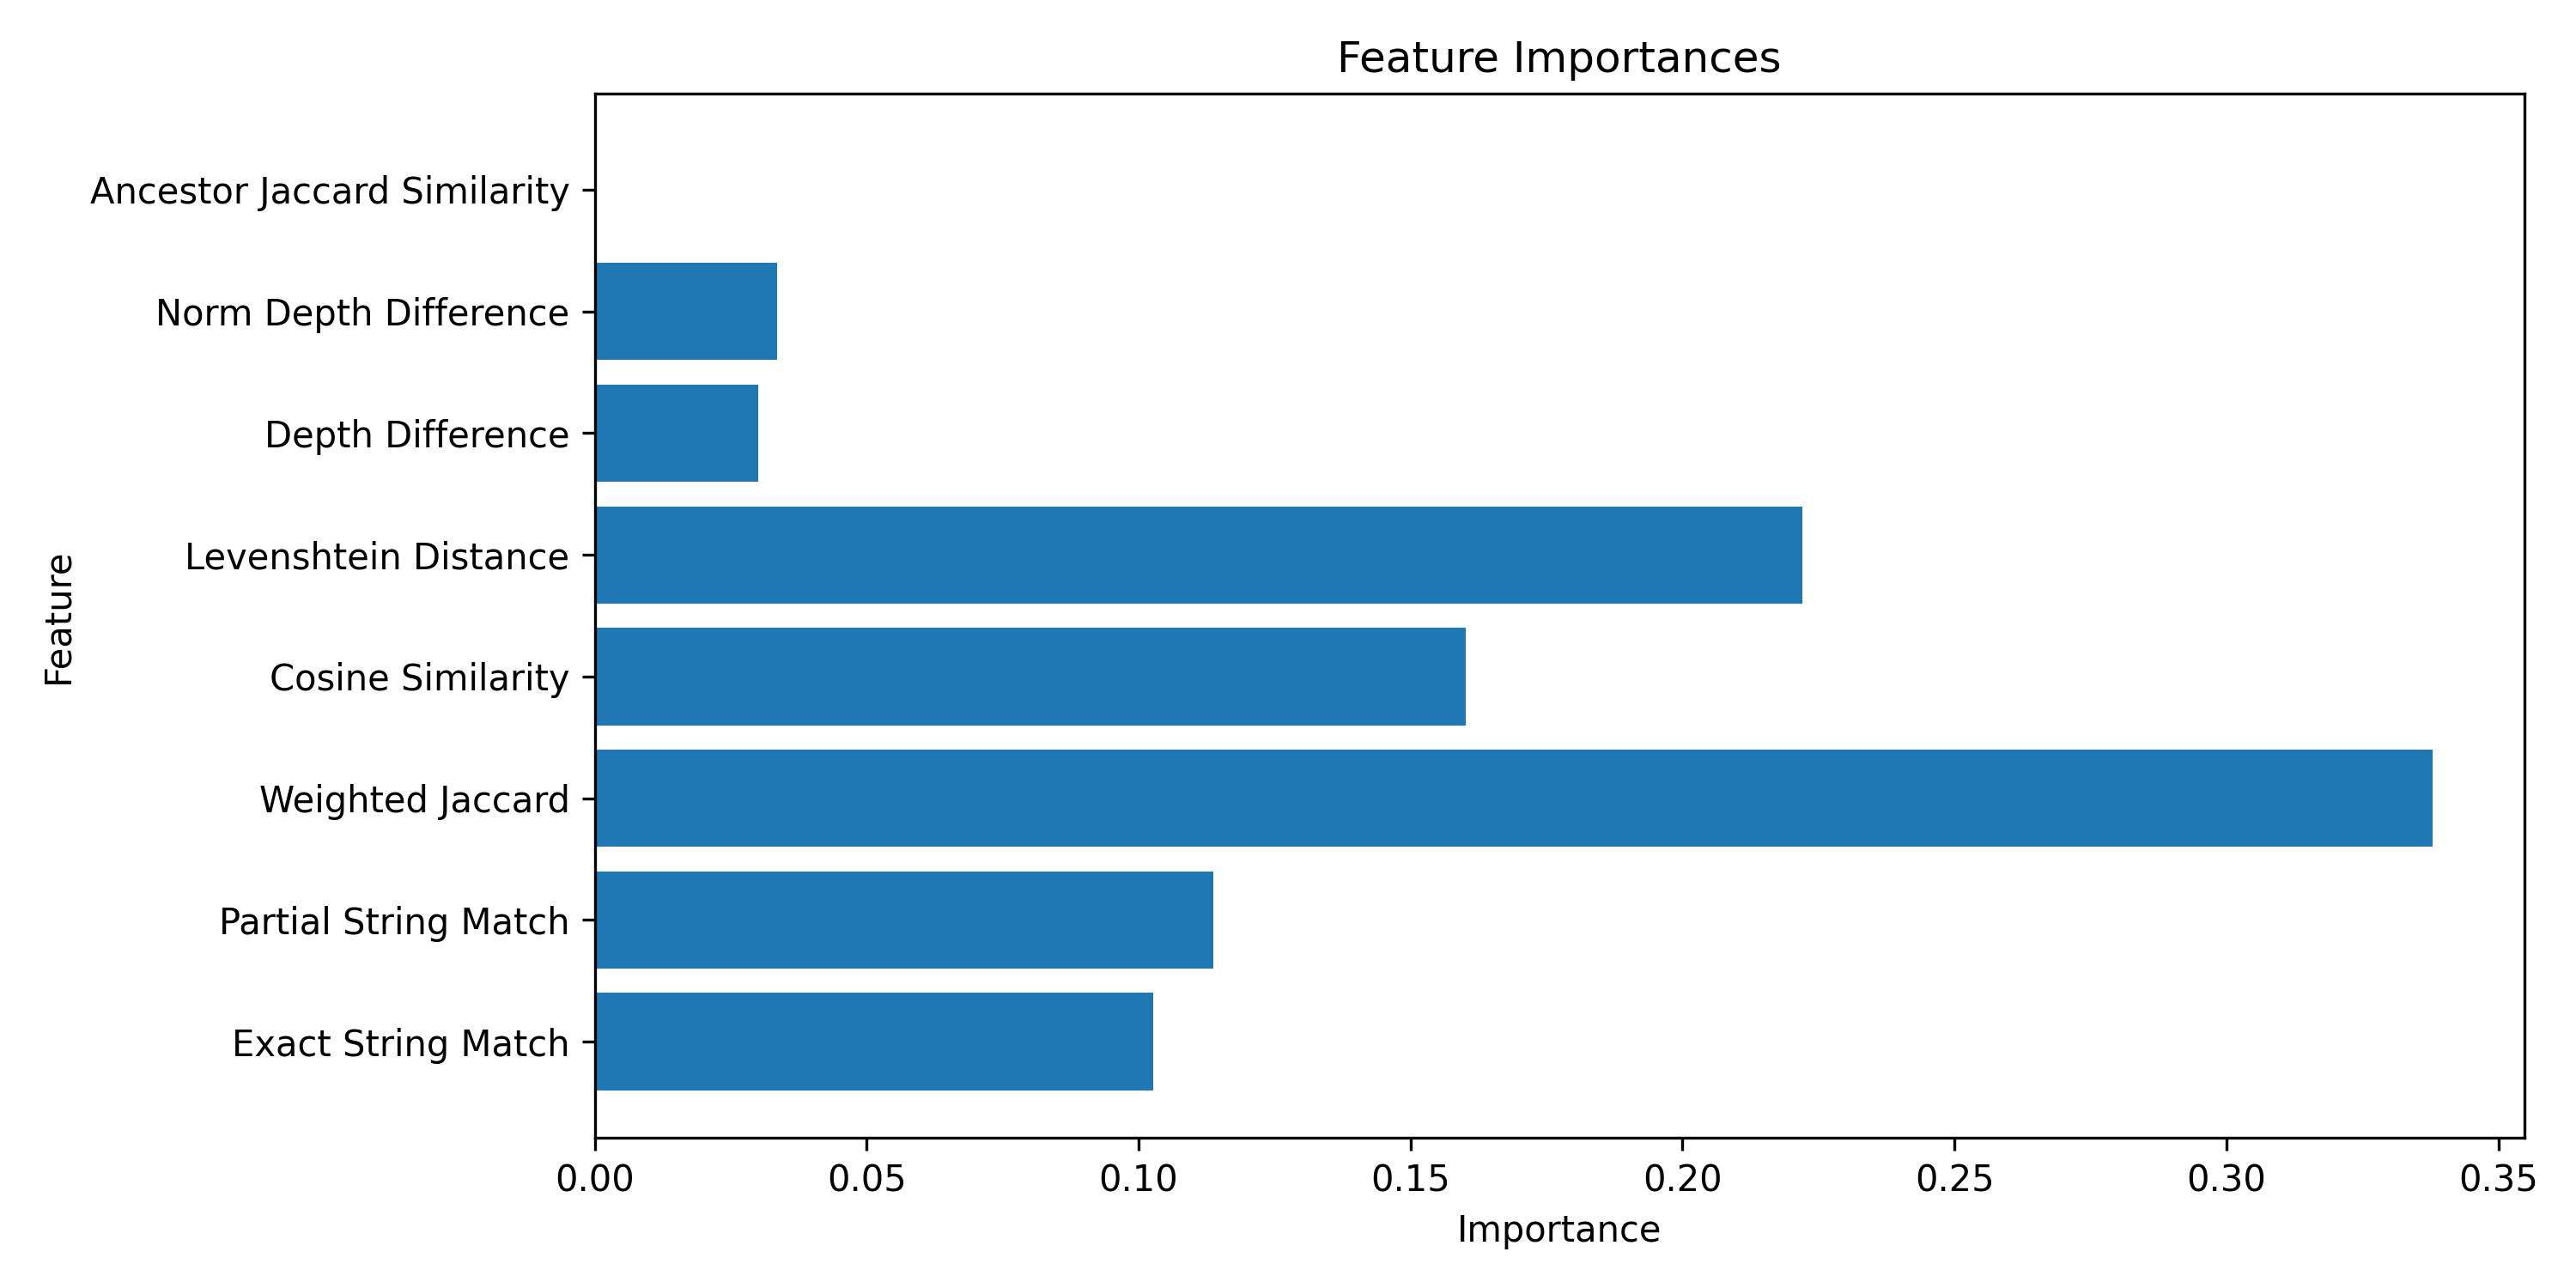 Feature Importances
Ancestor Jaccard Similarity
Norm Depth Difference
Depth Difference
Levenshtein Distance
Cosine Similarity
Weighted Jaccard
Partial String Match
Exact String Match
Feature
0.00 0.05 0.10 0.15 0.20 0.25 0.30 0.35
Importance